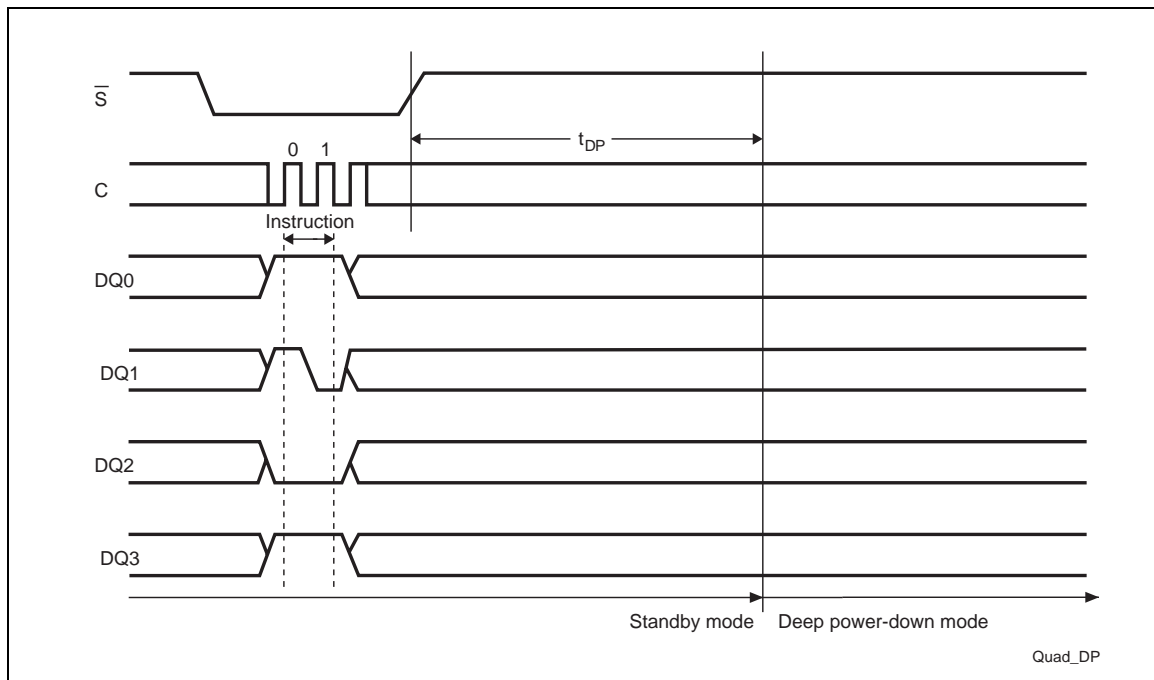 S̅
t_DP
0 1
C
Instruction
DQ0
DQ1
DQ2
DQ3
Standby mode Deep power-down mode
Quad_DP